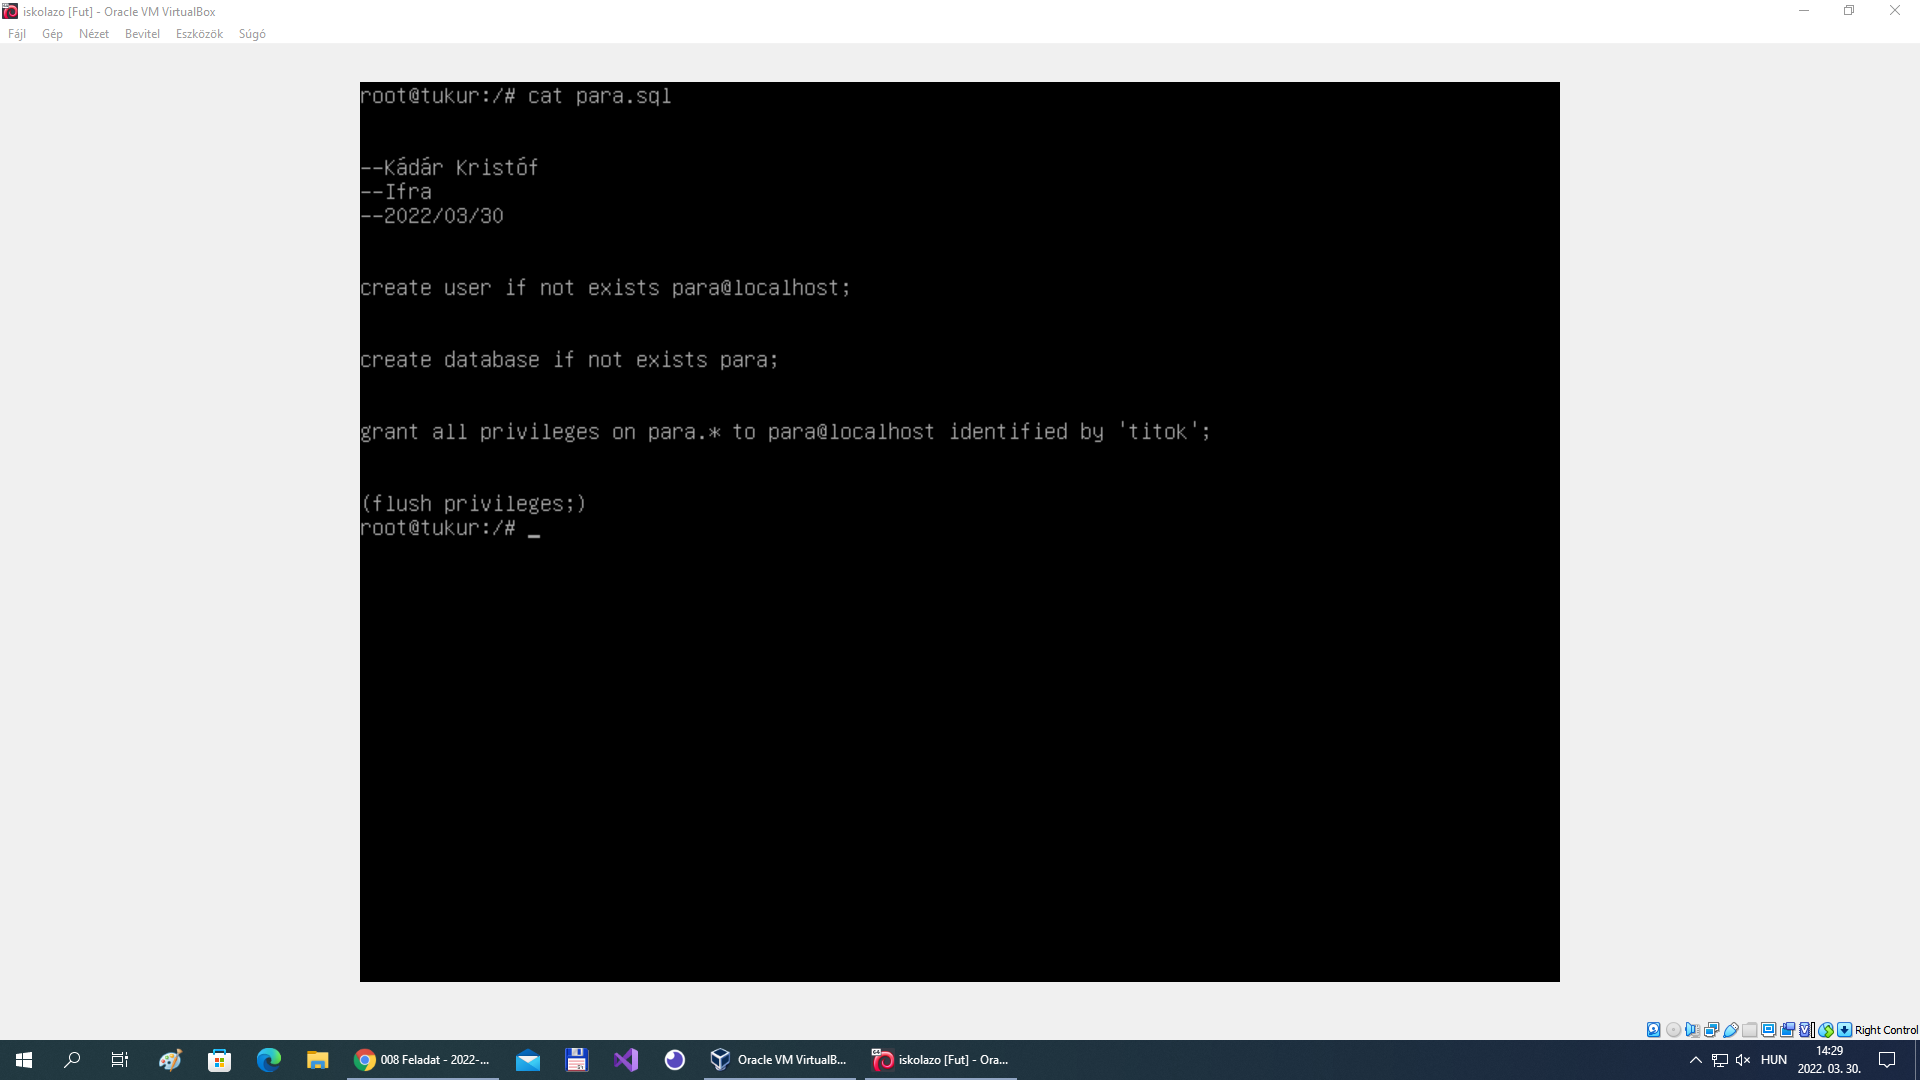 iskolazo [Fut] - Oracle VM VirtualBox
Fájl Gép Nézet Bevitel Eszközök Súgó
root@tukur:/# cat para.sql
--Kádár Kristóf
--Ifra
--2022/03/30
create user if not exists para@localhost;
create database if not exists para;
grant all privileges on para.* to para@localhost identified by 'titok';
(flush privileges;)
root@tukur:/# _
Right Control
008 Feladat - 2022-...
Oracle VM VirtualB...
iskolazo [Fut] - Ora...
HUN
14:29
2022. 03. 30.